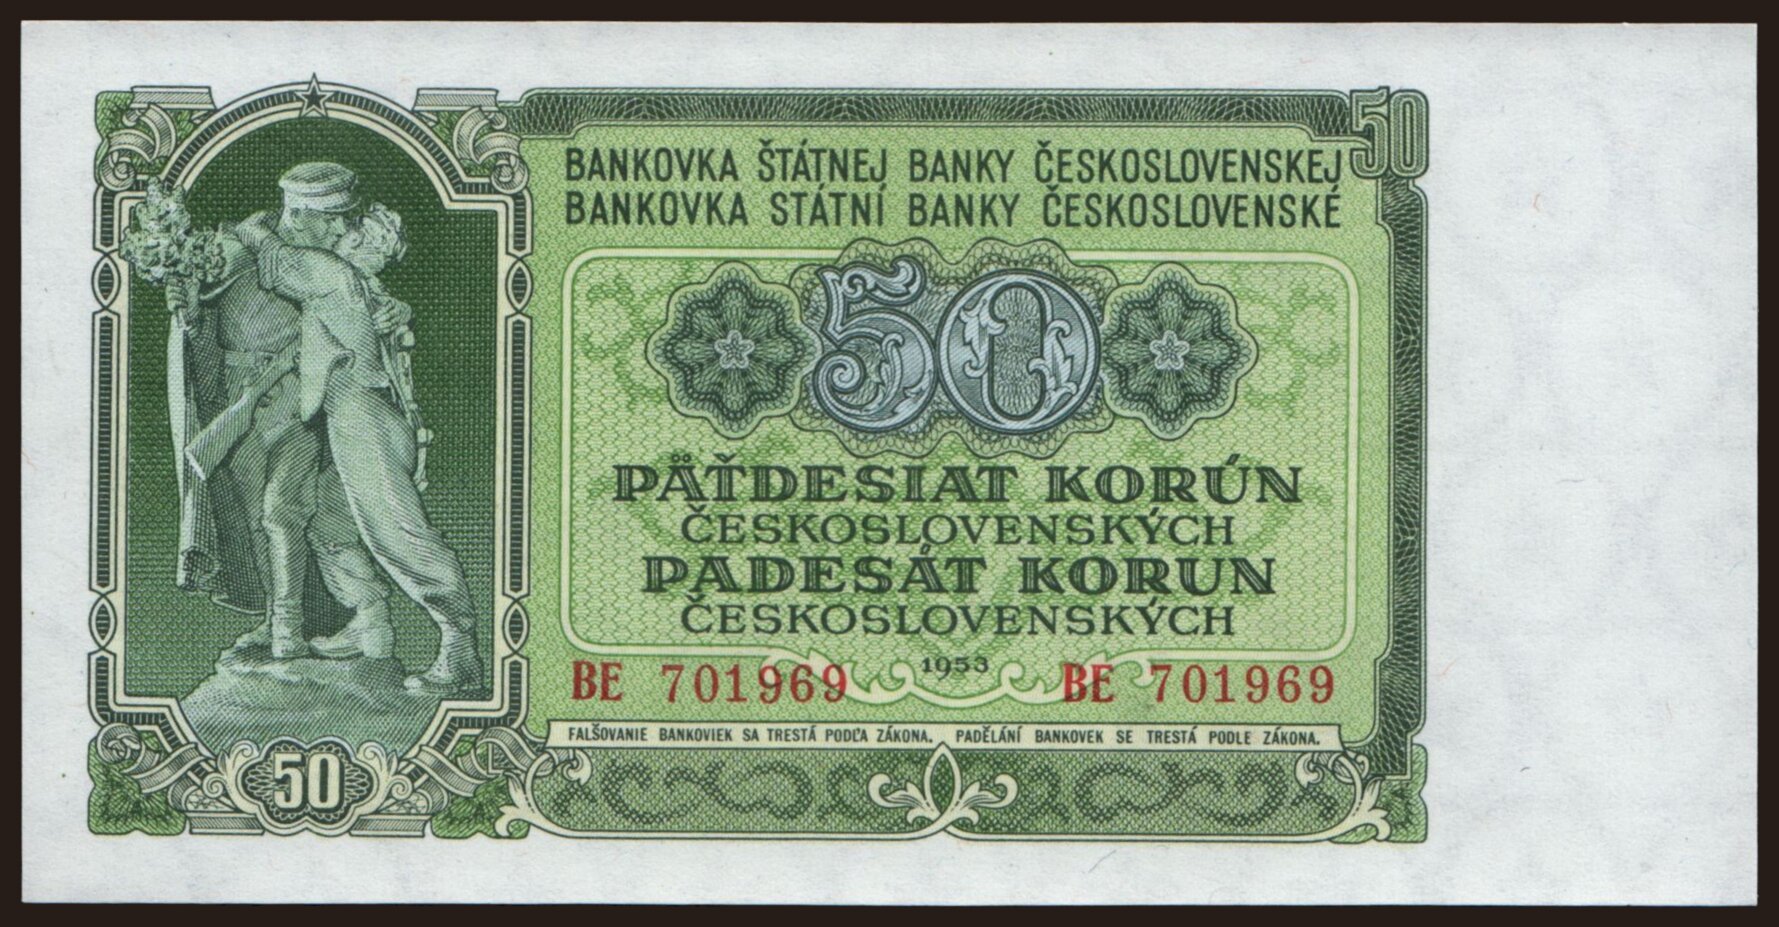 50
BANKOVKA ŠTÁTNEJ BANKY ČESKOSLOVENSKEJ
BANKOVKA STÁTNÍ BANKY ČESKOSLOVENSKÉ
50
PÄŤDESIAT KORÚN
ČESKOSLOVENSKÝCH
PADESÁT KORUN
ČESKOSLOVENSKÝCH
1953
BE 701969 BE 701969
FALŠOVANIE BANKOVIEK SA TRESTÁ PODĽA ZÁKONA. PADĚLÁNÍ BANKOVEK SE TRESTÁ PODLE ZÁKONA.
50